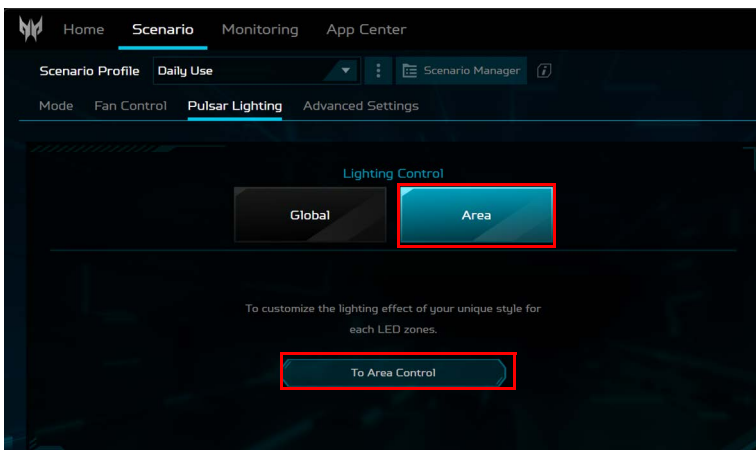 Home Scenario Monitoring App Center
Scenario Profile Daily Use Scenario Manager i
Mode Fan Control Pulsar Lighting Advanced Settings
Lighting Control
Global Area
To customize the lighting effect of your unique style for
each LED zones.
To Area Control